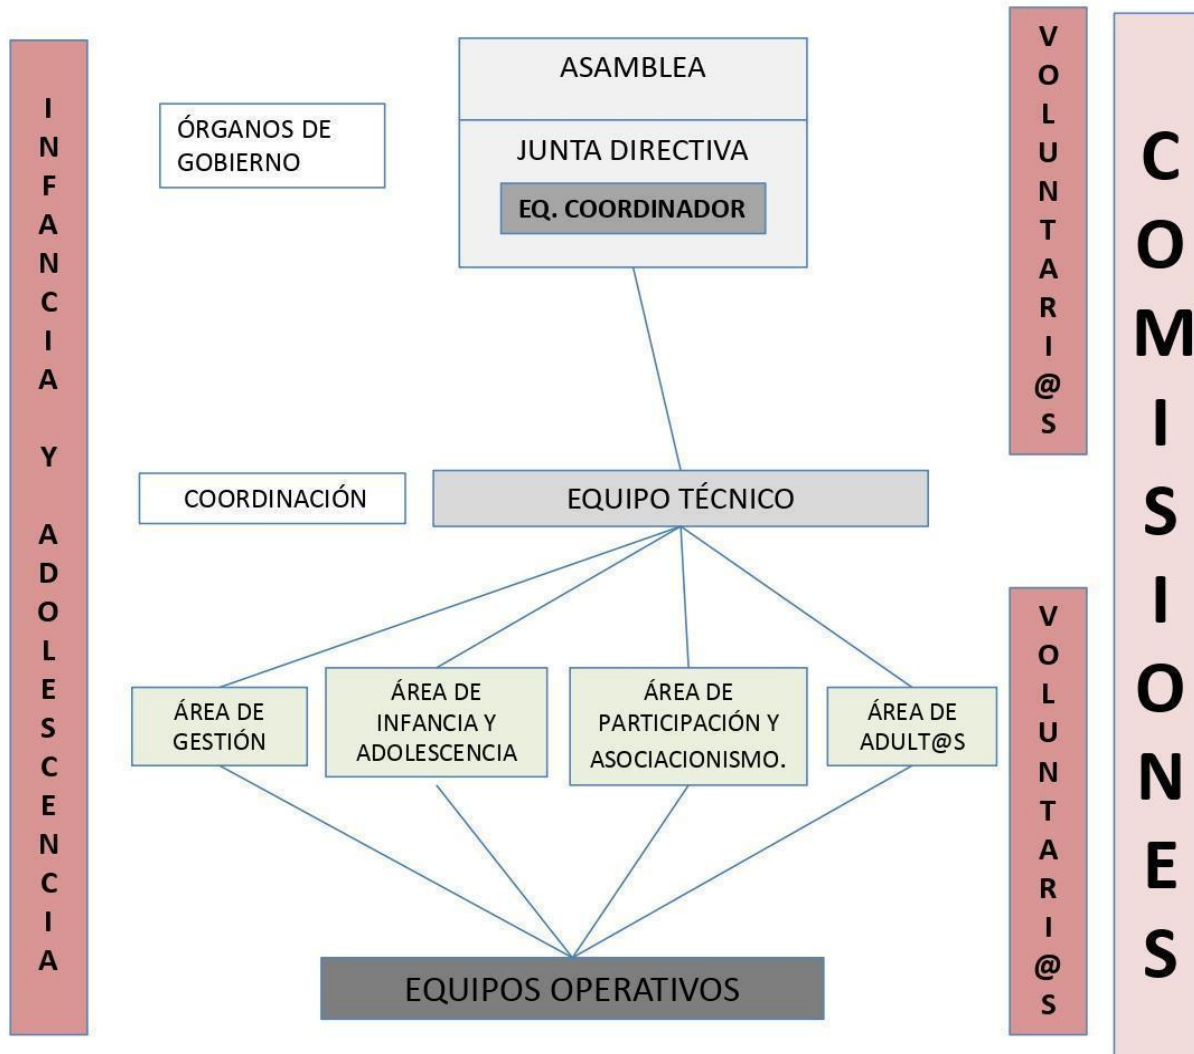 INFANCIA Y ADOLESCENCIA
ÓRGANOS DE
GOBIERNO
ASAMBLEA
JUNTA DIRECTIVA
EQ. COORDINADOR
VOLUNTARI@S
COMISIONES
COORDINACIÓN
EQUIPO TÉCNICO
ÁREA DE
GESTIÓN
ÁREA DE
INFANCIA Y
ADOLESCENCIA
ÁREA DE
PARTICIPACIÓN Y
ASOCIACIONISMO.
ÁREA DE
ADULT@S
VOLUNTARI@S
EQUIPOS OPERATIVOS